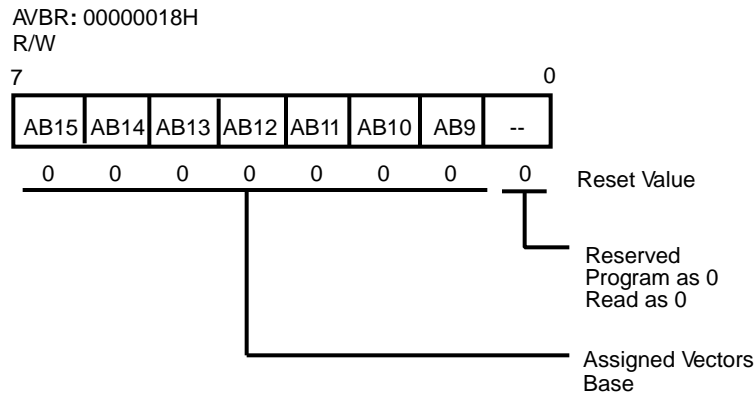 AVBR: 00000018H
R/W
7 0
AB15 AB14 AB13 AB12 AB11 AB10 AB9 --
0 0 0 0 0 0 0 0 Reset Value
Reserved
Program as 0
Read as 0
Assigned Vectors
Base